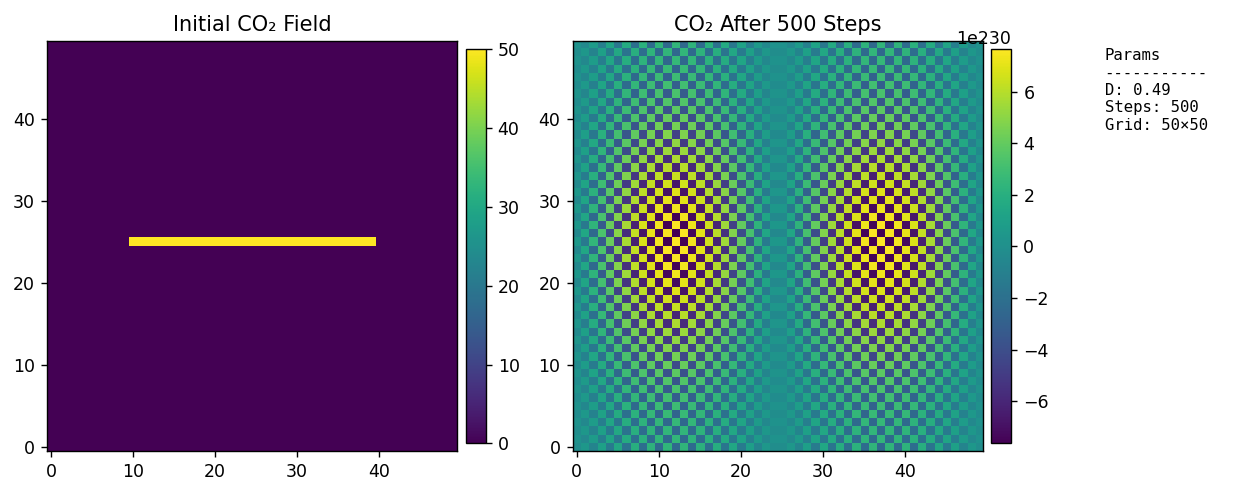 Initial CO₂ Field
40
30
20
10
0
0 10 20 30 40
50
40
30
20
10
0
CO₂ After 500 Steps
40
30
20
10
0
0 10 20 30 40
1e230
6
4
2
0
−2
−4
−6
Params
-----------
D: 0.49
Steps: 500
Grid: 50×50